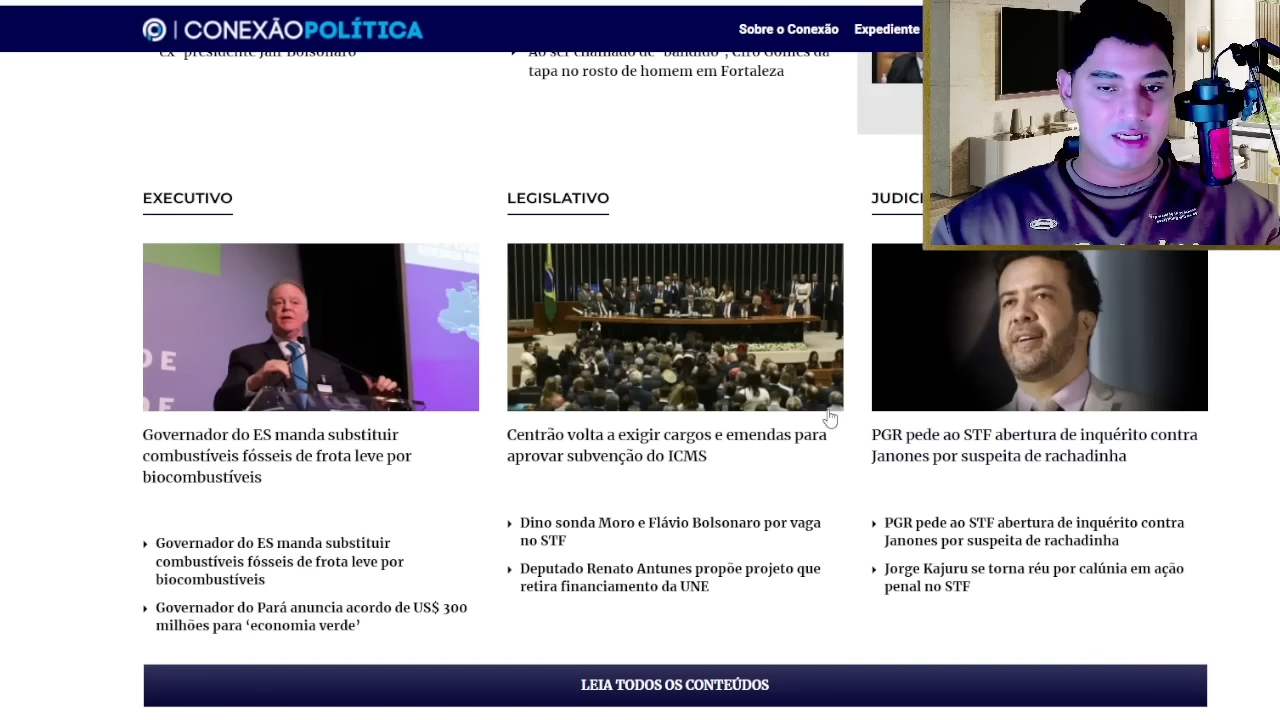 CONEXÃOPOLÍTICA
Sobre o Conexão
Expediente
ex- presidente Jair Bolsonaro
Ao ser chamado de "bandido", Ciro Gomes dá
tapa no rosto de homem em Fortaleza
EXECUTIVO
Governador do ES manda substituir
combustíveis fósseis de frota leve por
biocombustíveis
Governador do ES manda substituir
combustíveis fósseis de frota leve por
biocombustíveis
Governador do Pará anuncia acordo de US$ 300
milhões para ‘economia verde’
LEGISLATIVO
Centrão volta a exigir cargos e emendas para
aprovar subvenção do ICMS
Dino sonda Moro e Flávio Bolsonaro por vaga
no STF
Deputado Renato Antunes propõe projeto que
retira financiamento da UNE
JUDICI
PGR pede ao STF abertura de inquérito contra
Janones por suspeita de rachadinha
PGR pede ao STF abertura de inquérito contra
Janones por suspeita de rachadinha
Jorge Kajuru se torna réu por calúnia em ação
penal no STF
LEIA TODOS OS CONTEÚDOS